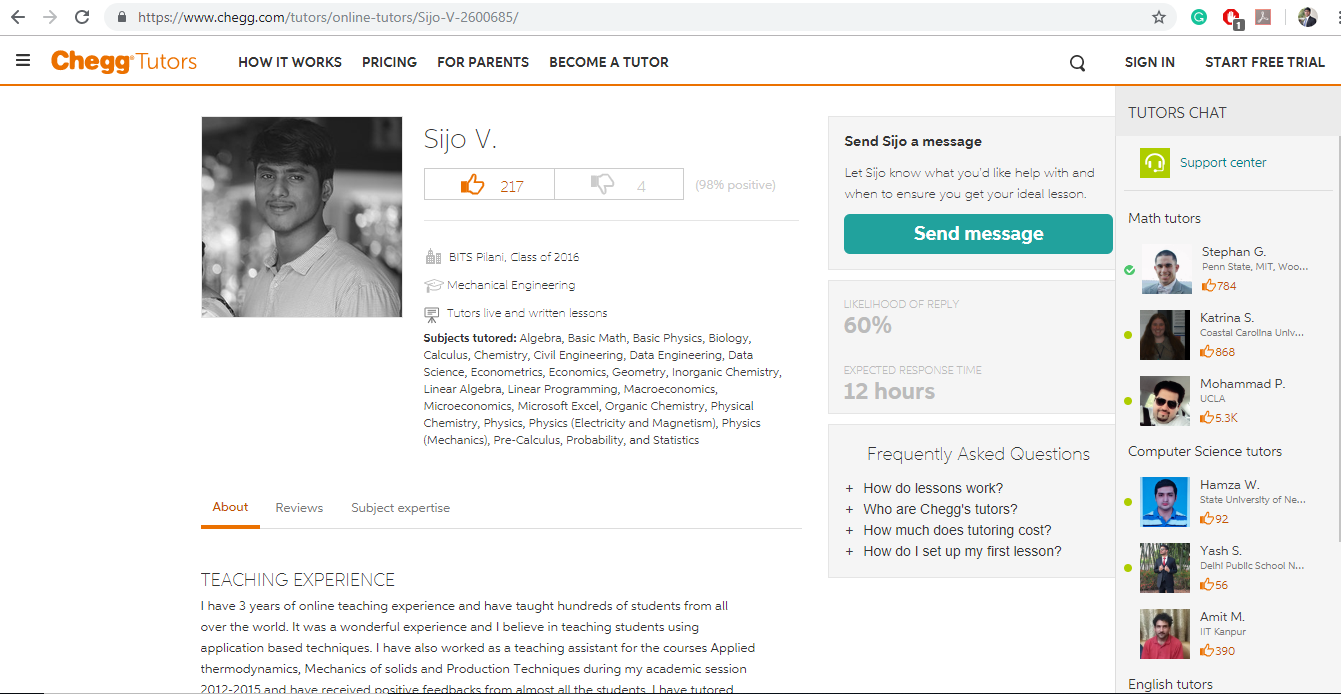 https://www.chegg.com/tutors/online-tutors/Sijo-V-2600685/
1
Chegg Tutors
HOW IT WORKS
PRICING
FOR PARENTS
BECOME A TUTOR
SIGN IN
START FREE TRIAL
Sijo V.
217
4
(98% positive)
BITS Pilani, Class of 2016
Mechanical Engineering
Tutors live and written lessons
Subjects tutored: Algebra, Basic Math, Basic Physics, Biology,
Calculus, Chemistry, Civil Engineering, Data Engineering, Data
Science, Econometrics, Economics, Geometry, Inorganic Chemistry,
Linear Algebra, Linear Programming, Macroeconomics,
Microeconomics, Microsoft Excel, Organic Chemistry, Physical
Chemistry, Physics, Physics (Electricity and Magnetism), Physics
(Mechanics), Pre-Calculus, Probability, and Statistics
About
Reviews
Subject expertise
TEACHING EXPERIENCE
I have 3 years of online teaching experience and have taught hundreds of students from all
over the world. It was a wonderful experience and I believe in teaching students using
application based techniques. I have also worked as a teaching assistant for the courses Applied
thermodynamics, Mechanics of solids and Production Techniques during my academic session
2012-2015 and have received positive feedbacks from almost all the students. I have tutored
Send Sijo a message
Let Sijo know what you'd like help with and
when to ensure you get your ideal lesson.
Send message
LIKELIHOOD OF REPLY
60%
EXPECTED RESPONSE TIME
12 hours
Frequently Asked Questions
+ How do lessons work?
+ Who are Chegg's tutors?
+ How much does tutoring cost?
+ How do I set up my first lesson?
TUTORS CHAT
Support center
Math tutors
Stephan G.
Penn State, MIT, Woo...
784
Katrina S.
Coastal Carolina Univ...
868
Mohammad P.
UCLA
5.3K
Computer Science tutors
Hamza W.
State University of Ne...
92
Yash S.
Delhi Public School N...
56
Amit M.
IIT Kanpur
390
English tutors